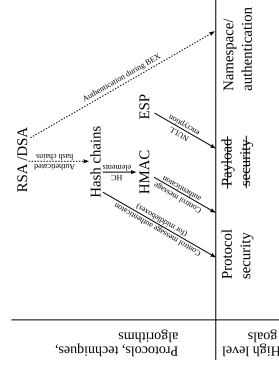 Protocols, techniques,
algorithms
High level
goals
RSA /DSA
Authentication during BEX
Autheticated
hash chains
Hash chains
HC
elements
HMAC
ESP
NULL
encryption
Control message authentication
(for middleboxes)
Control message
authentication
Protocol
security
Payload
security
Namespace/
authentication